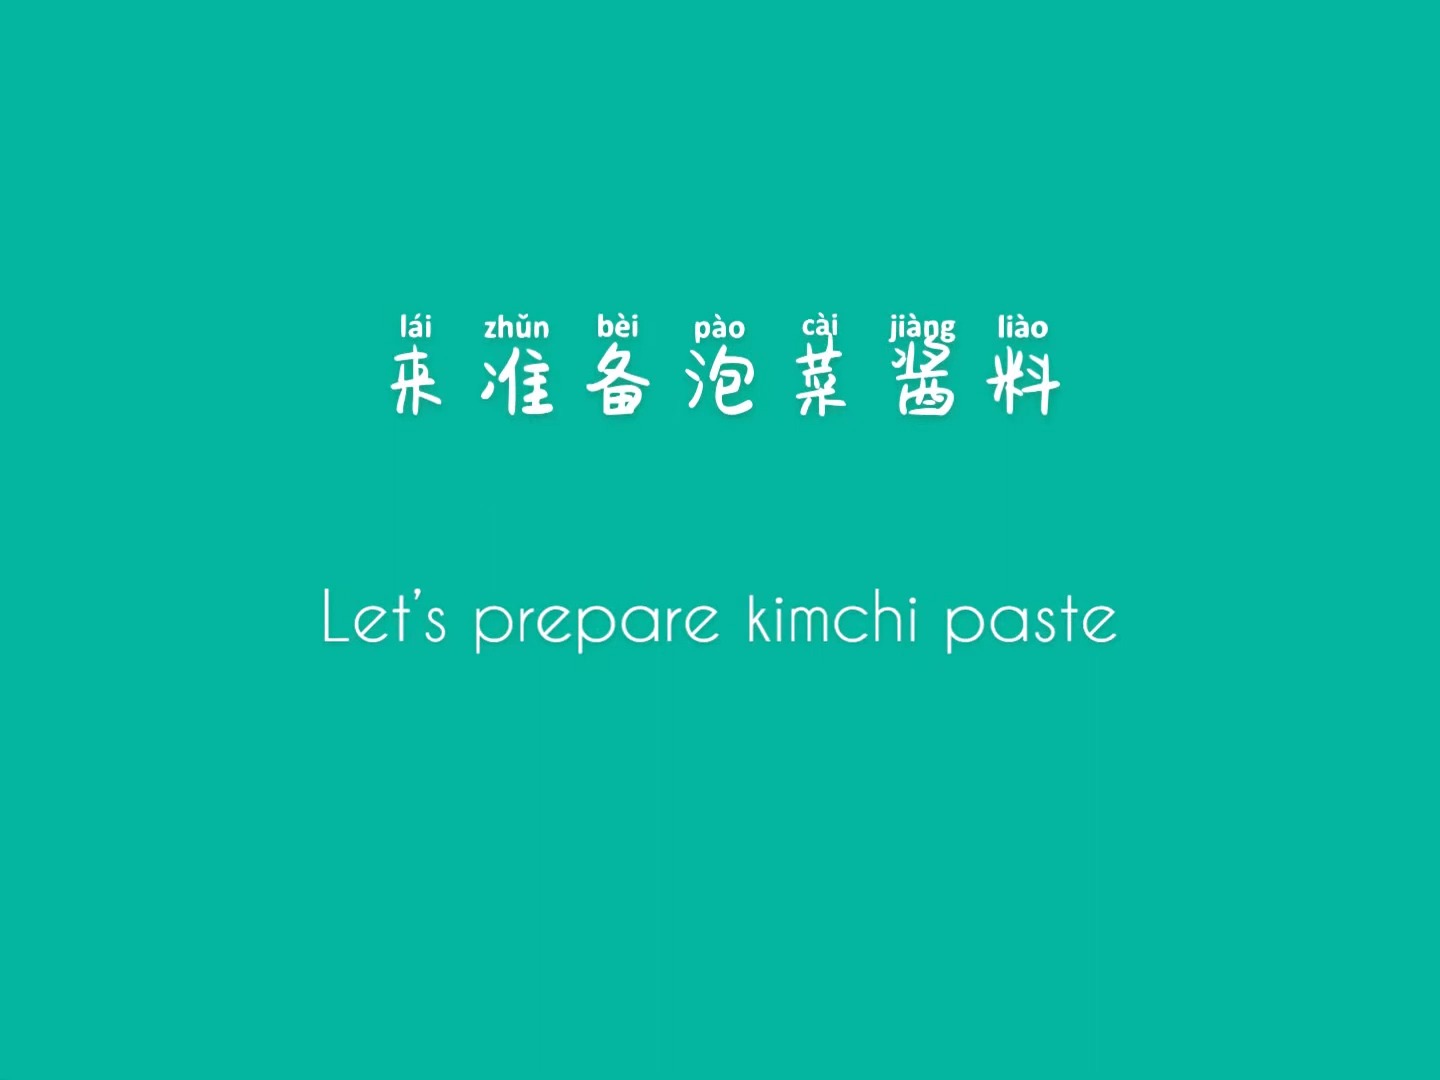 lái zhǔn bèi pào cài jiàng liào
来准备泡菜酱料
Let's prepare kimchi paste